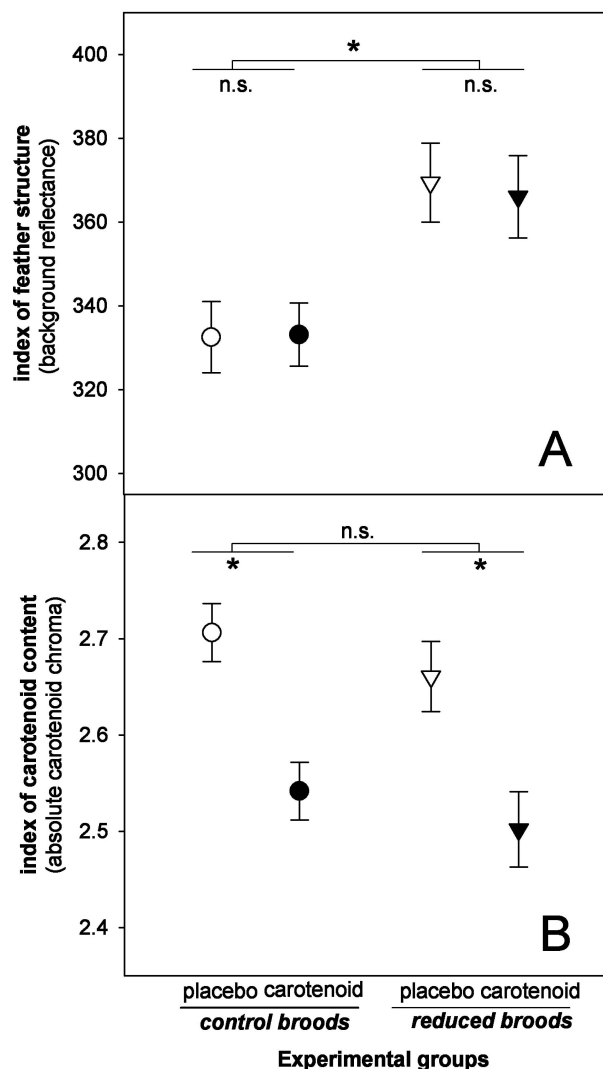 index of feather structure
(background reflectance)
400
380
360
340
320
300
*
n.s.
n.s.
A
index of carotenoid content
(absolute carotenoid chroma)
2.8
2.7
2.6
2.5
2.4
n.s.
*
*
B
placebo carotenoid placebo carotenoid
control broods reduced broods
Experimental groups